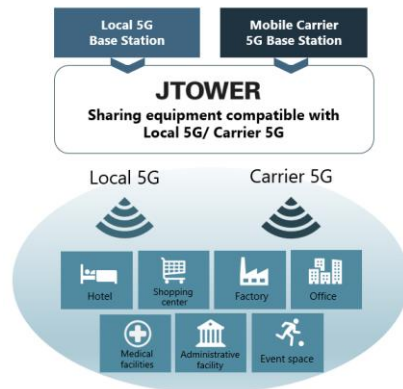 Local 5G
Base Station
Mobile Carrier
5G Base Station
JTOWER
Sharing equipment compatible with
Local 5G/ Carrier 5G
Local 5G
Carrier 5G
Hotel
Shopping
center
Factory
Office
Medical
facilities
Administrative
facility
Event space